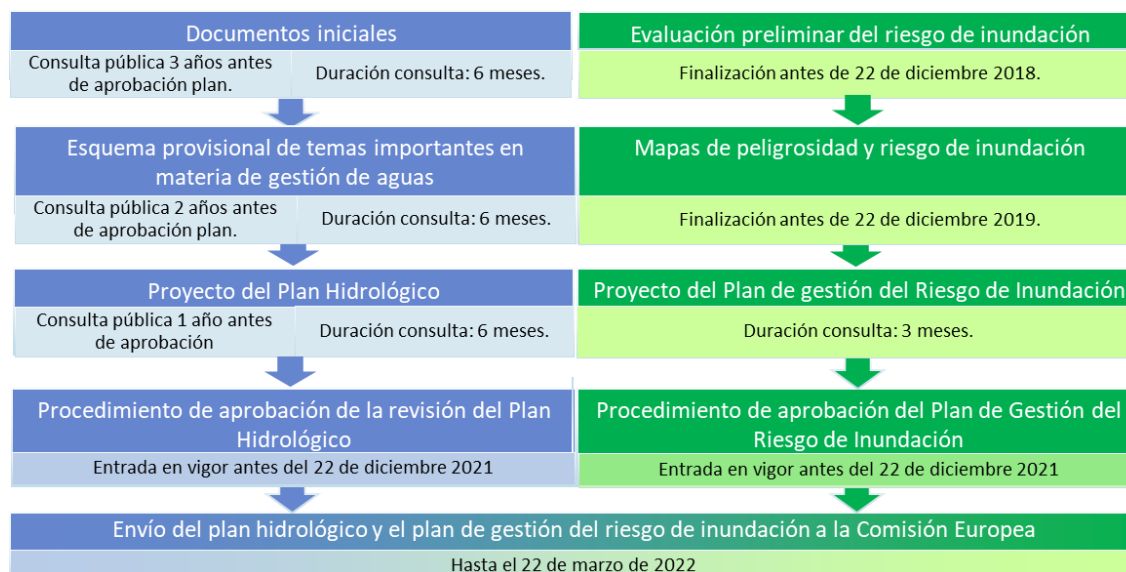 Documentos iniciales
Consulta pública 3 años antes
de aprobación plan.
Duración consulta: 6 meses.
Esquema provisional de temas importantes en
materia de gestión de aguas
Consulta pública 2 años antes
de aprobación plan.
Duración consulta: 6 meses.
Proyecto del Plan Hidrológico
Consulta pública 1 año antes
de aprobación
Duración consulta: 6 meses.
Procedimiento de aprobación de la revisión del Plan
Hidrológico
Entrada en vigor antes del 22 de diciembre 2021
Evaluación preliminar del riesgo de inundación
Finalización antes de 22 de diciembre 2018.
Mapas de peligrosidad y riesgo de inundación
Finalización antes de 22 de diciembre 2019.
Proyecto del Plan de gestión del Riesgo de Inundación
Duración consulta: 3 meses.
Procedimiento de aprobación del Plan de Gestión del
Riesgo de Inundación
Entrada en vigor antes del 22 de diciembre 2021
Envío del plan hidrológico y el plan de gestión del riesgo de inundación a la Comisión Europea
Hasta el 22 de marzo de 2022